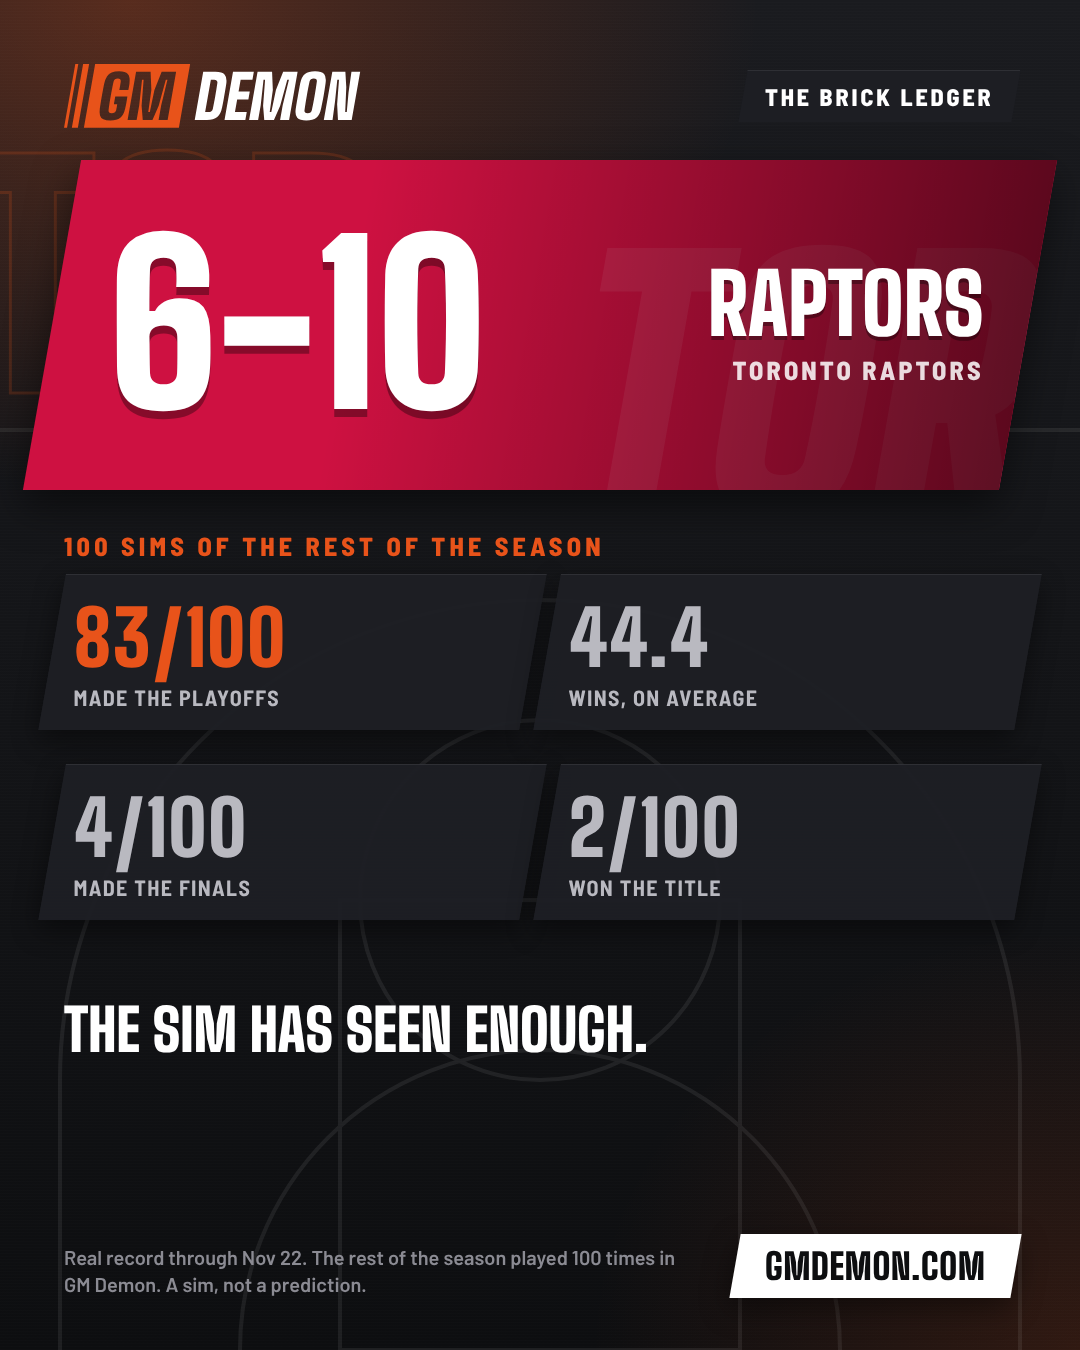 GM DEMON
THE BRICK LEDGER
6–10
RAPTORS
TORONTO RAPTORS
TOR
100 SIMS OF THE REST OF THE SEASON
83/100
MADE THE PLAYOFFS
44.4
WINS, ON AVERAGE
4/100
MADE THE FINALS
2/100
WON THE TITLE
THE SIM HAS SEEN ENOUGH.
Real record through Nov 22. The rest of the season played 100 times in
GM Demon. A sim, not a prediction.
GMDEMON.COM